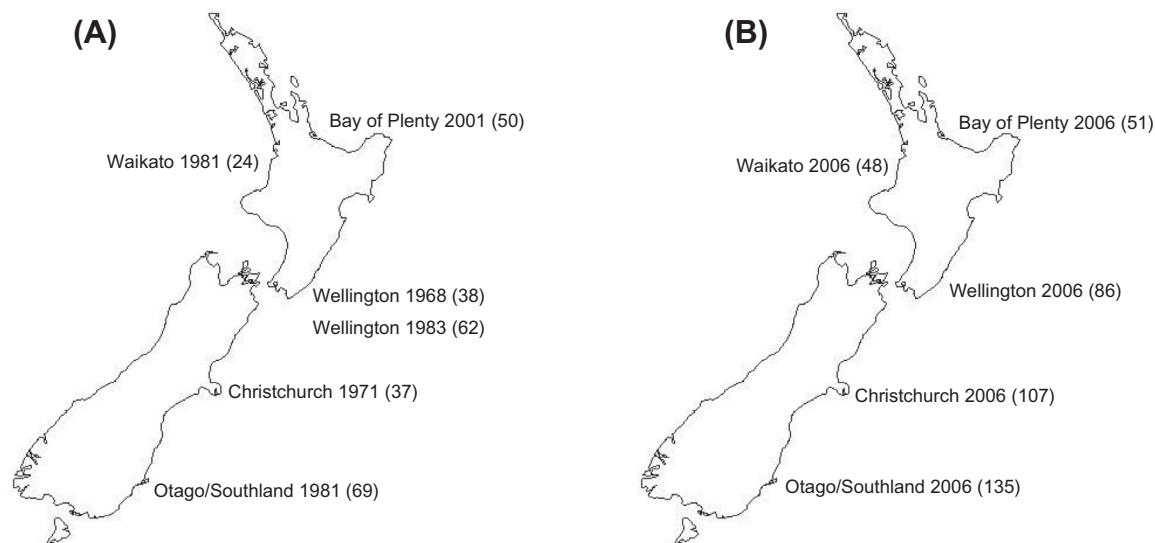 (A)
Bay of Plenty 2001 (50)
Waikato 1981 (24)
Wellington 1968 (38)
Wellington 1983 (62)
Christchurch 1971 (37)
Otago/Southland 1981 (69)
(B)
Bay of Plenty 2006 (51)
Waikato 2006 (48)
Wellington 2006 (86)
Christchurch 2006 (107)
Otago/Southland 2006 (135)